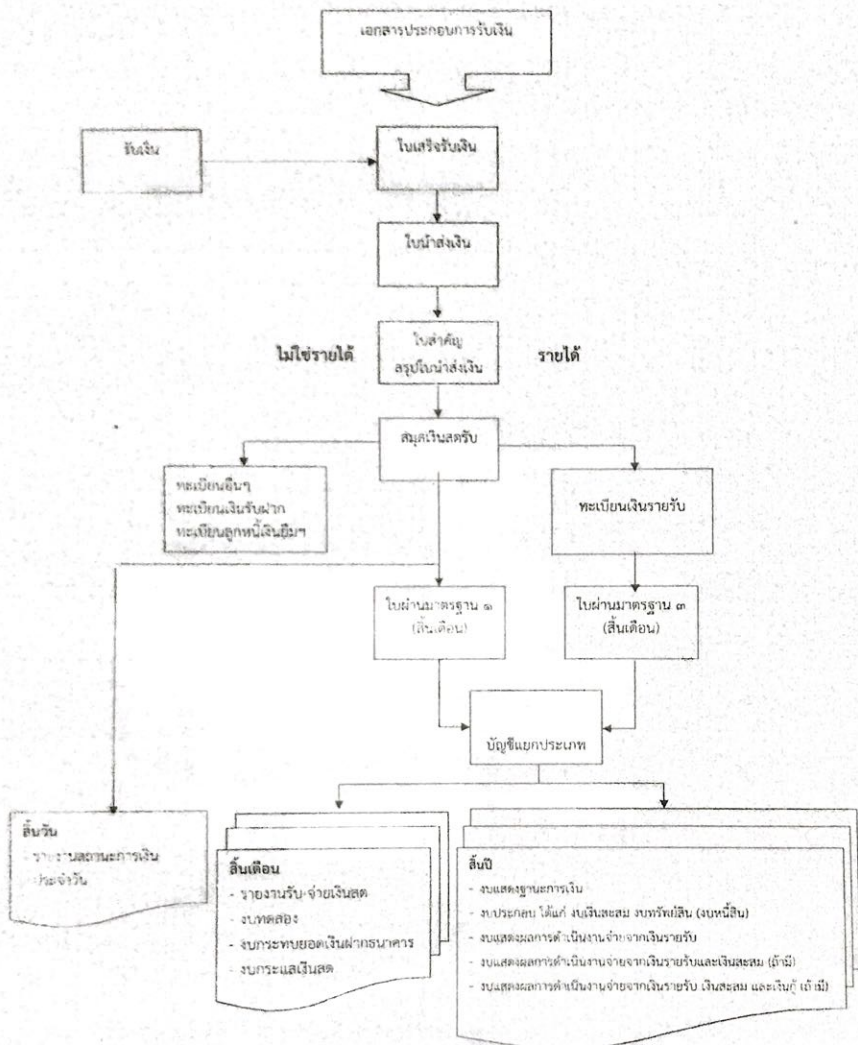 เอกสารประกอบการรับเงิน
รับเงิน
ใบเสร็จรับเงิน
ใบนำส่งเงิน
ไม่ใช่รายได้
ใบสำคัญ
สรุปใบนำส่งเงิน
รายได้
สมุดเงินสดรับ
ทะเบียนอื่นๆ
ทะเบียนเงินรับฝาก
ทะเบียนลูกหนี้เงินยืมฯ
ทะเบียนเงินรายรับ
ใบผ่านมาตรฐาน ๑
(สิ้นเดือน)
ใบผ่านมาตรฐาน ๓
(สิ้นเดือน)
บัญชีแยกประเภท
สิ้นวัน
- รายงานสถานะการเงิน
ประจำวัน
สิ้นเดือน
- รายงานรับ-จ่ายเงินสด
- งบทดลอง
- งบกระทบยอดเงินฝากธนาคาร
- งบกระแสเงินสด
สิ้นปี
- งบแสดงฐานะการเงิน
- งบประกอบ ได้แก่ งบเงินสะสม งบทรัพย์สิน (งบหนี้สิน)
- งบแสดงผลการดำเนินงานจ่ายจากเงินรายรับ
- งบแสดงผลการดำเนินงานจ่ายจากเงินรายรับและเงินสะสม (ถ้ามี)
- งบแสดงผลการดำเนินงานจ่ายจากเงินรายรับ เงินสะสม และเงินกู้ (ถ้ามี)